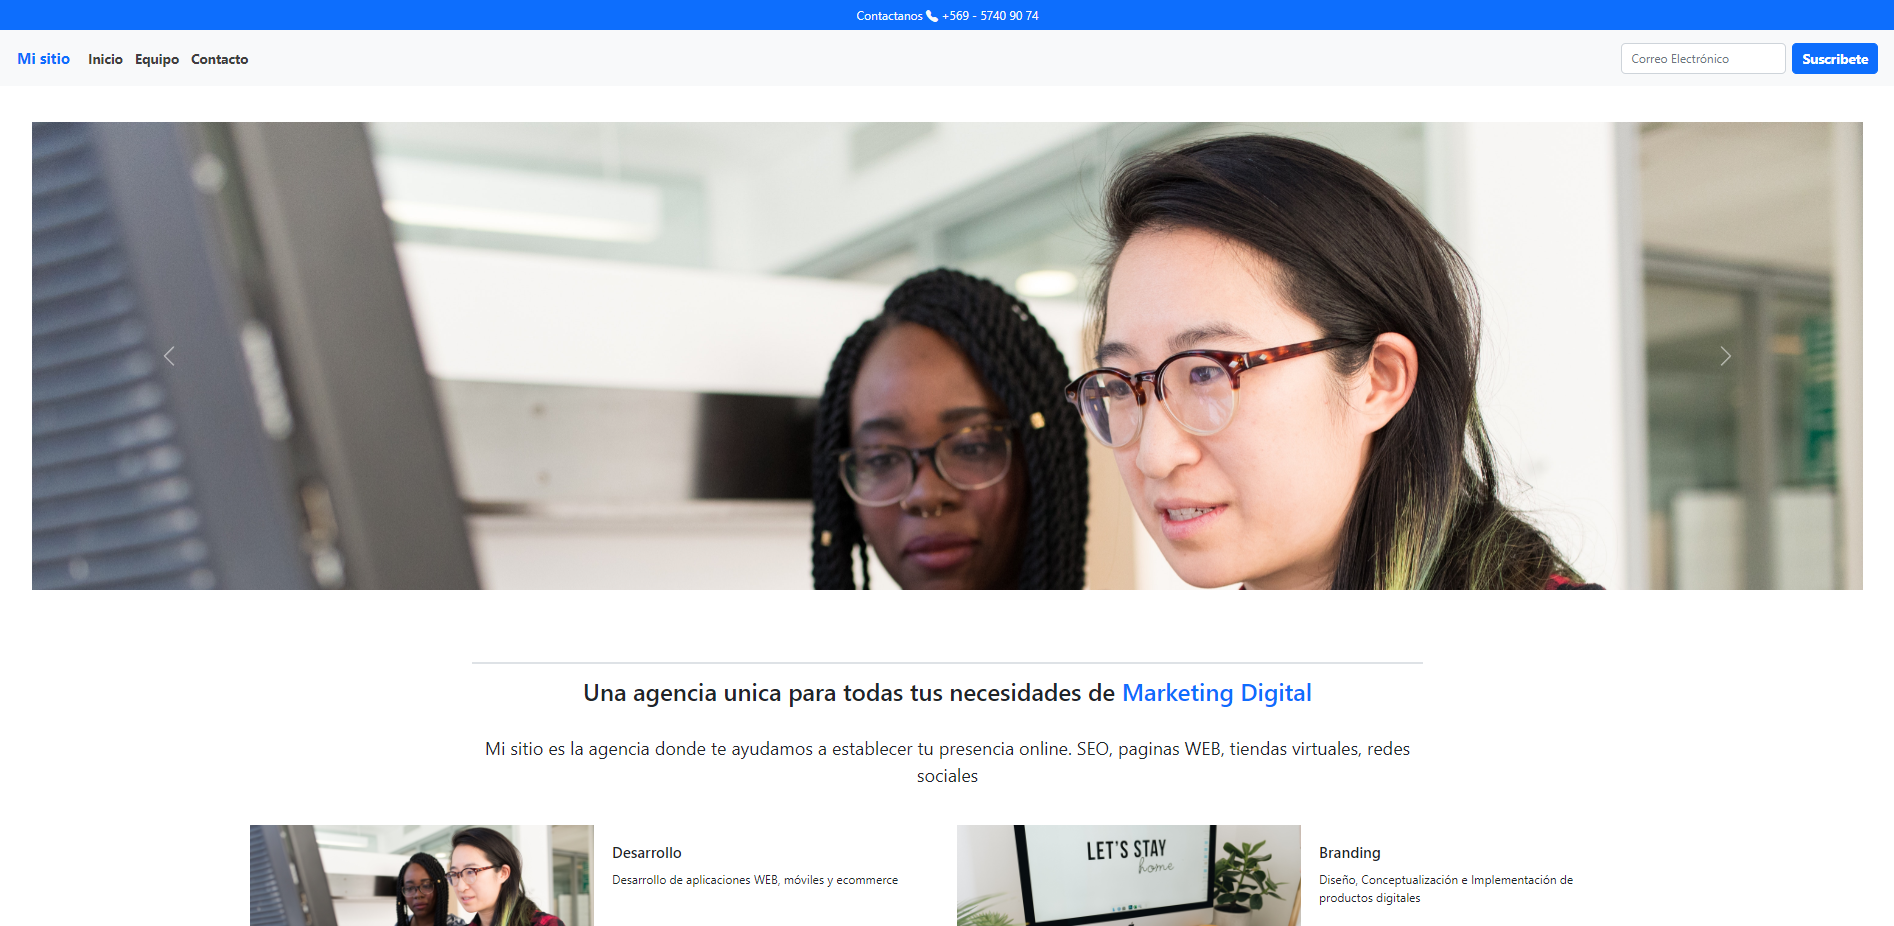 Contactanos +569 - 5740 90 74
Mi sitio Inicio Equipo Contacto Correo Electrónico Suscribete
Una agencia unica para todas tus necesidades de Marketing Digital
Mi sitio es la agencia donde te ayudamos a establecer tu presencia online. SEO, paginas WEB, tiendas virtuales, redes
sociales
Desarrollo
Desarrollo de aplicaciones WEB, móviles y ecommerce
LET'S STAY
home
Branding
Diseño, Conceptualización e Implementación de
productos digitales